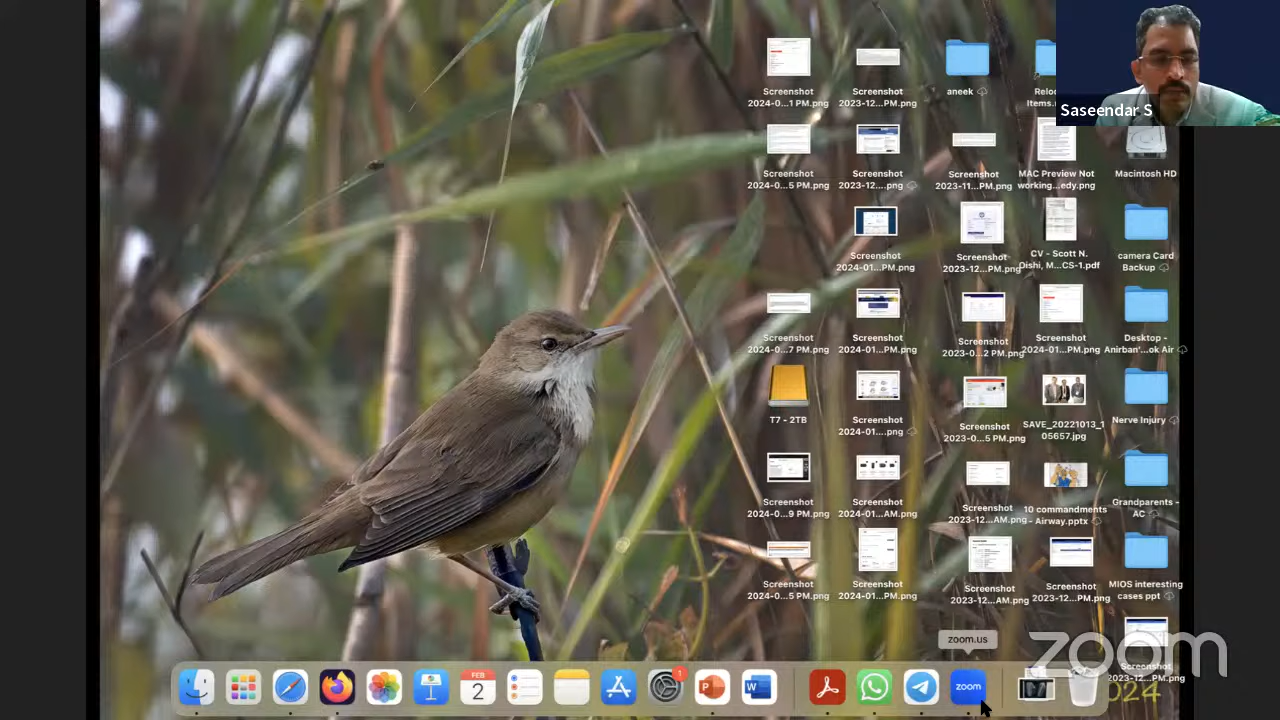 Saseendar S
Screenshot
2024-0...1 PM.png
Screenshot
2023-12...PM.png
aneek
Reloc
Items.
Screenshot
2024-0...5 PM.png
Screenshot
2023-12....png
Screenshot
2023-11...PM.png
MAC Preview Not
working...edy.png
Macintosh HD
Screenshot
2024-01...PM.png
Screenshot
2023-12...PM.png
CV - Scott N.
Oishi, M...CS-1.pdf
camera Card
Backup
Screenshot
2024-0...7 PM.png
Screenshot
2024-01...PM.png
Screenshot
2023-0...2 PM.png
Screenshot
2024-01...PM.png
Desktop -
Anirban'...ok Air
T7 - 2TB
Screenshot
2024-01....png
Screenshot
2023-0...5 PM.png
SAVE_20221013_1
05657.jpg
Nerve Injury
Screenshot
2024-0...9 PM.png
Screenshot
2024-01...AM.png
Screenshot
2023-12...AM.png
10 commandments
- Airway.pptx
Grandparents -
AC
Screenshot
2024-0...5 PM.png
Screenshot
2024-01...PM.png
Screenshot
2023-12...AM.png
Screenshot
2023-12...PM.png
MIOS interesting
cases ppt
zoom.us
zoom
Screenshot
FEB
2
1
zoom
2024